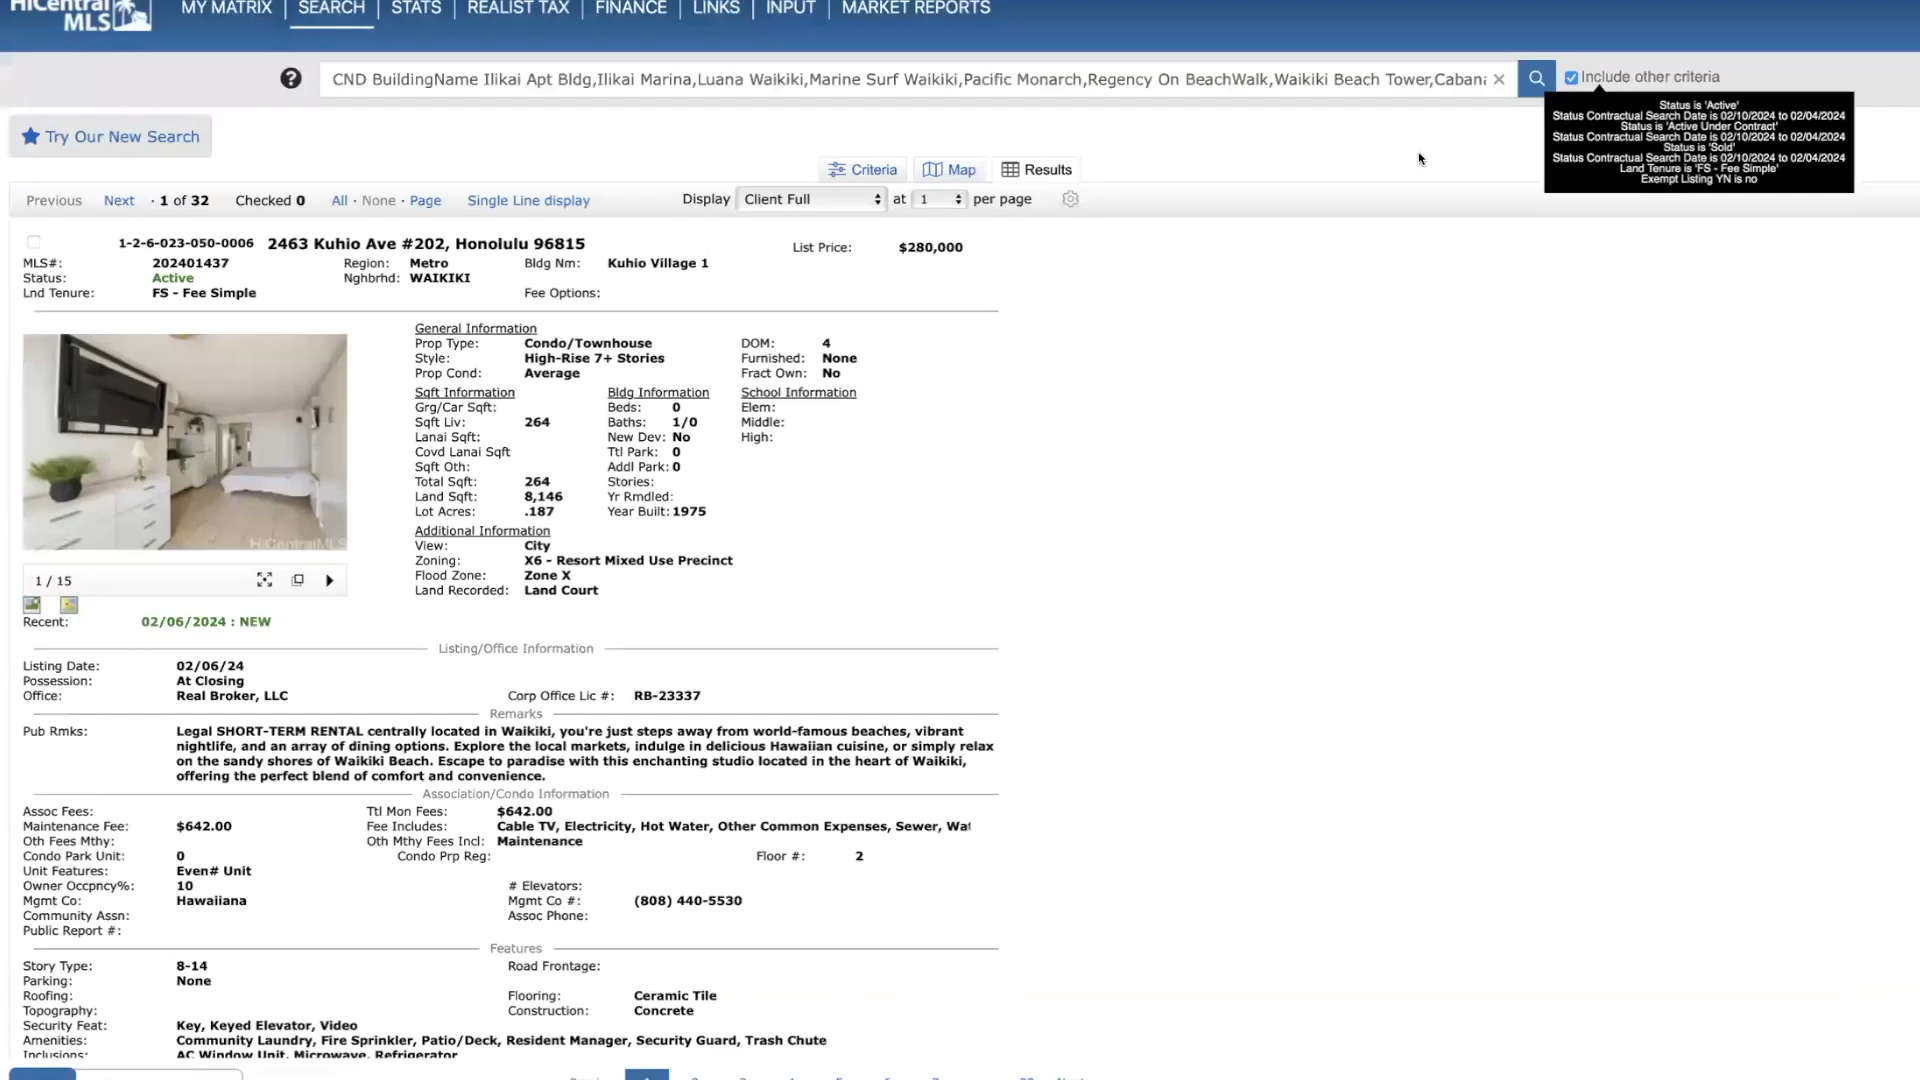 HiCentral MLS
MY MATRIX | SEARCH | STATS | REALIST TAX | FINANCE | LINKS | INPUT | MARKET REPORTS
? CND BuildingName Ilikai Apt Bldg,Ilikai Marina,Luana Waikiki,Marine Surf Waikiki,Pacific Monarch,Regency On BeachWalk,Waikiki Beach Tower,Cabana Include other criteria
Status is 'Active'
Status Contractual Search Date is 02/10/2024 to 02/04/2024
Status is 'Active Under Contract'
Status Contractual Search Date is 02/10/2024 to 02/04/2024
Status is 'Sold'
Status Contractual Search Date is 02/10/2024 to 02/04/2024
Land Tenure is 'FS - Fee Simple'
Exempt Listing YN is no
Try Our New Search
Criteria Map Results
Previous Next · 1 of 32 Checked 0 All · None · Page Single Line display Display Client Full at 1 per page
1-2-6-023-050-0006 2463 Kuhio Ave #202, Honolulu 96815 List Price: $280,000
MLS#: 202401437 Region: Metro Bldg Nm: Kuhio Village 1
Status: Active Nghbrhd: WAIKIKI
Lnd Tenure: FS - Fee Simple Fee Options:
General Information
Prop Type: Condo/Townhouse DOM: 4
Style: High-Rise 7+ Stories Furnished: None
Prop Cond: Average Fract Own: No
Sqft Information Bldg Information School Information
Grg/Car Sqft: Beds: 0 Elem:
Sqft Liv: 264 Baths: 1/0 Middle:
Lanai Sqft: New Dev: No High:
Covd Lanai Sqft Ttl Park: 0
Sqft Oth: Addl Park: 0
Total Sqft: 264 Stories:
Land Sqft: 8,146 Yr Rmdled:
Lot Acres: .187 Year Built: 1975
Additional Information
View: City
Zoning: X6 - Resort Mixed Use Precinct
Flood Zone: Zone X
Land Recorded: Land Court
HiCentralMLS
1 / 15
Recent: 02/06/2024 : NEW
Listing/Office Information
Listing Date: 02/06/24
Possession: At Closing
Office: Real Broker, LLC Corp Office Lic #: RB-23337
Remarks
Pub Rmks: Legal SHORT-TERM RENTAL centrally located in Waikiki, you're just steps away from world-famous beaches, vibrant
nightlife, and an array of dining options. Explore the local markets, indulge in delicious Hawaiian cuisine, or simply relax
on the sandy shores of Waikiki Beach. Escape to paradise with this enchanting studio located in the heart of Waikiki,
offering the perfect blend of comfort and convenience.
Association/Condo Information
Assoc Fees: Ttl Mon Fees: $642.00
Maintenance Fee: $642.00 Fee Includes: Cable TV, Electricity, Hot Water, Other Common Expenses, Sewer, Wat
Oth Fees Mthy: Oth Mthy Fees Incl: Maintenance
Condo Park Unit: 0 Condo Prp Reg: Floor #: 2
Unit Features: Even# Unit
Owner Occpncy%: 10 # Elevators:
Mgmt Co: Hawaiiana Mgmt Co #: (808) 440-5530
Community Assn: Assoc Phone:
Public Report #:
Features
Story Type: 8-14 Road Frontage:
Parking: None
Roofing: Flooring: Ceramic Tile
Topography: Construction: Concrete
Security Feat: Key, Keyed Elevator, Video
Amenities: Community Laundry, Fire Sprinkler, Patio/Deck, Resident Manager, Security Guard, Trash Chute
Inclusions: AC Window Unit, Microwave, Refrigerator